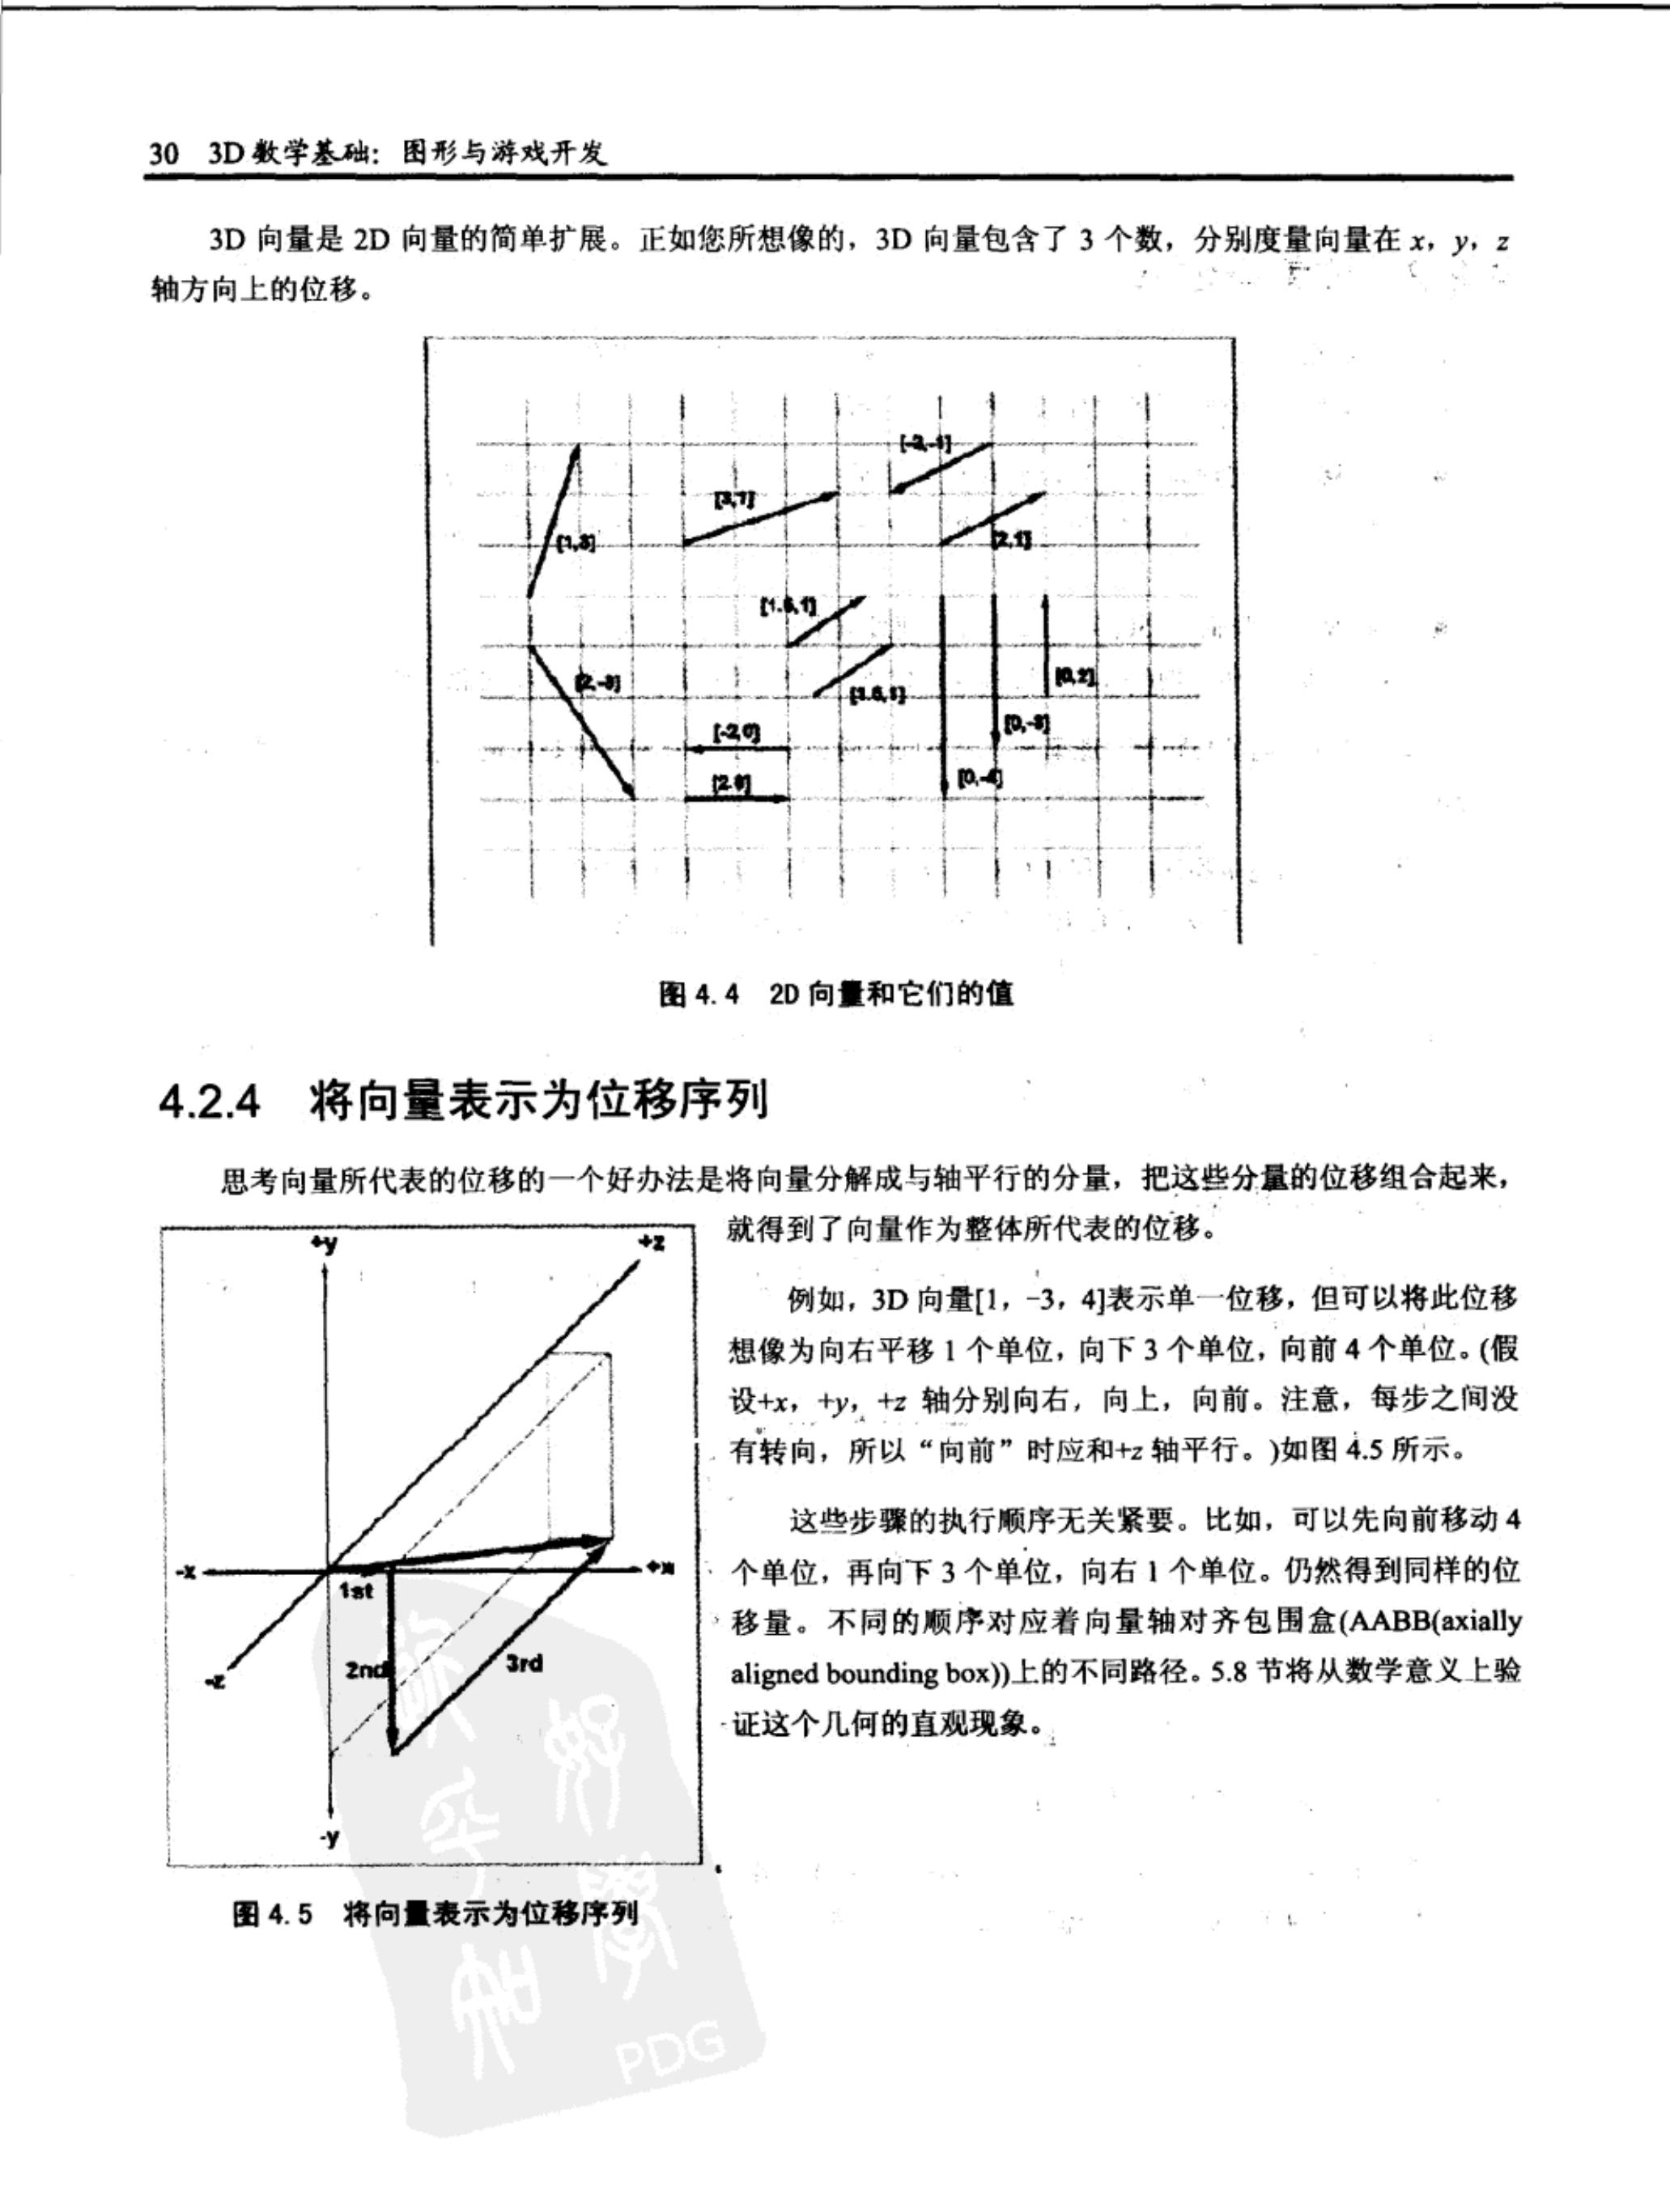 30 3D 数学基础：图形与游戏开发
3D 向量是 2D 向量的简单扩展。正如您所想像的，3D 向量包含了 3 个数，分别度量向量在 x，y，z
轴方向上的位移。
[-2,-1]
[3,1]
[1,3]
[2,1]
[1.5,1]
[0,2]
[2,-3]
[1.5,1]
[0,-3]
[-2,0]
[2.0]
[0,-4]
图 4.4 2D 向量和它们的值
4.2.4 将向量表示为位移序列
思考向量所代表的位移的一个好办法是将向量分解成与轴平行的分量，把这些分量的位移组合起来，
就得到了向量作为整体所代表的位移。
例如，3D 向量[1，-3，4]表示单一位移，但可以将此位移
想像为向右平移 1 个单位，向下 3 个单位，向前 4 个单位。(假
设+x，+y，+z 轴分别向右，向上，向前。注意，每步之间没
有转向，所以“向前”时应和+z 轴平行。)如图 4.5 所示。
这些步骤的执行顺序无关紧要。比如，可以先向前移动 4
个单位，再向下 3 个单位，向右 1 个单位。仍然得到同样的位
移量。不同的顺序对应着向量轴对齐包围盒(AABB(axially
aligned bounding box))上的不同路径。5.8 节将从数学意义上验
证这个几何的直观现象。
+y
+z
-x
+x
1st
2nd
3rd
-z
-y
图 4.5 将向量表示为位移序列
PDG